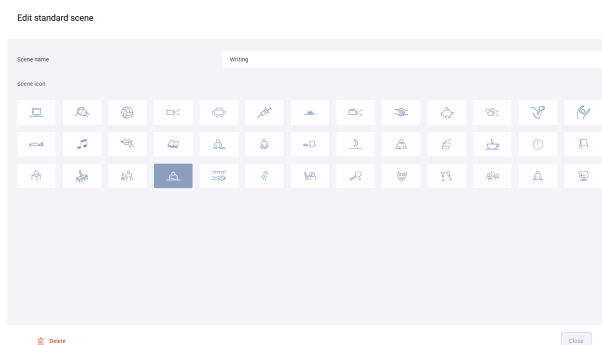 Edit standard scene
Scene name
Writing
Scene icon
Delete
Close